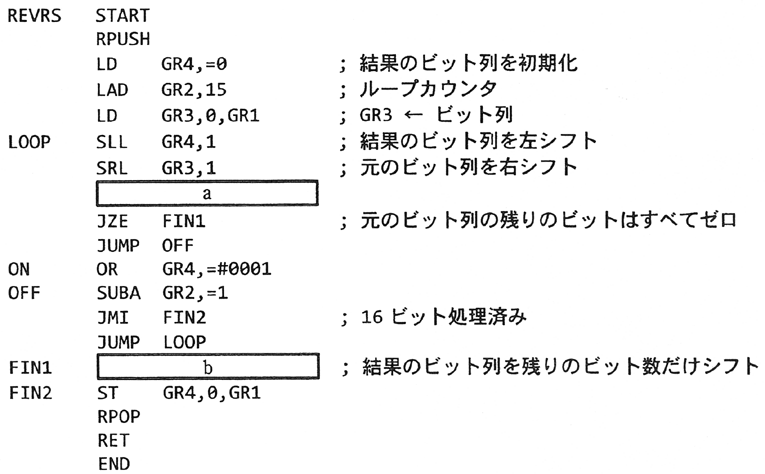 REVRS START
RPUSH
LD GR4,=0 ; 結果のビット列を初期化
LAD GR2,15 ; ループカウンタ
LD GR3,0,GR1 ; GR3 ← ビット列
LOOP SLL GR4,1 ; 結果のビット列を左シフト
SRL GR3,1 ; 元のビット列を右シフト
a
JZE FIN1 ; 元のビット列の残りのビットはすべてゼロ
JUMP OFF
ON OR GR4,=#0001
OFF SUBA GR2,=1
JMI FIN2 ; 16 ビット処理済み
JUMP LOOP
FIN1 b ; 結果のビット列を残りのビット数だけシフト
FIN2 ST GR4,0,GR1
RPOP
RET
END